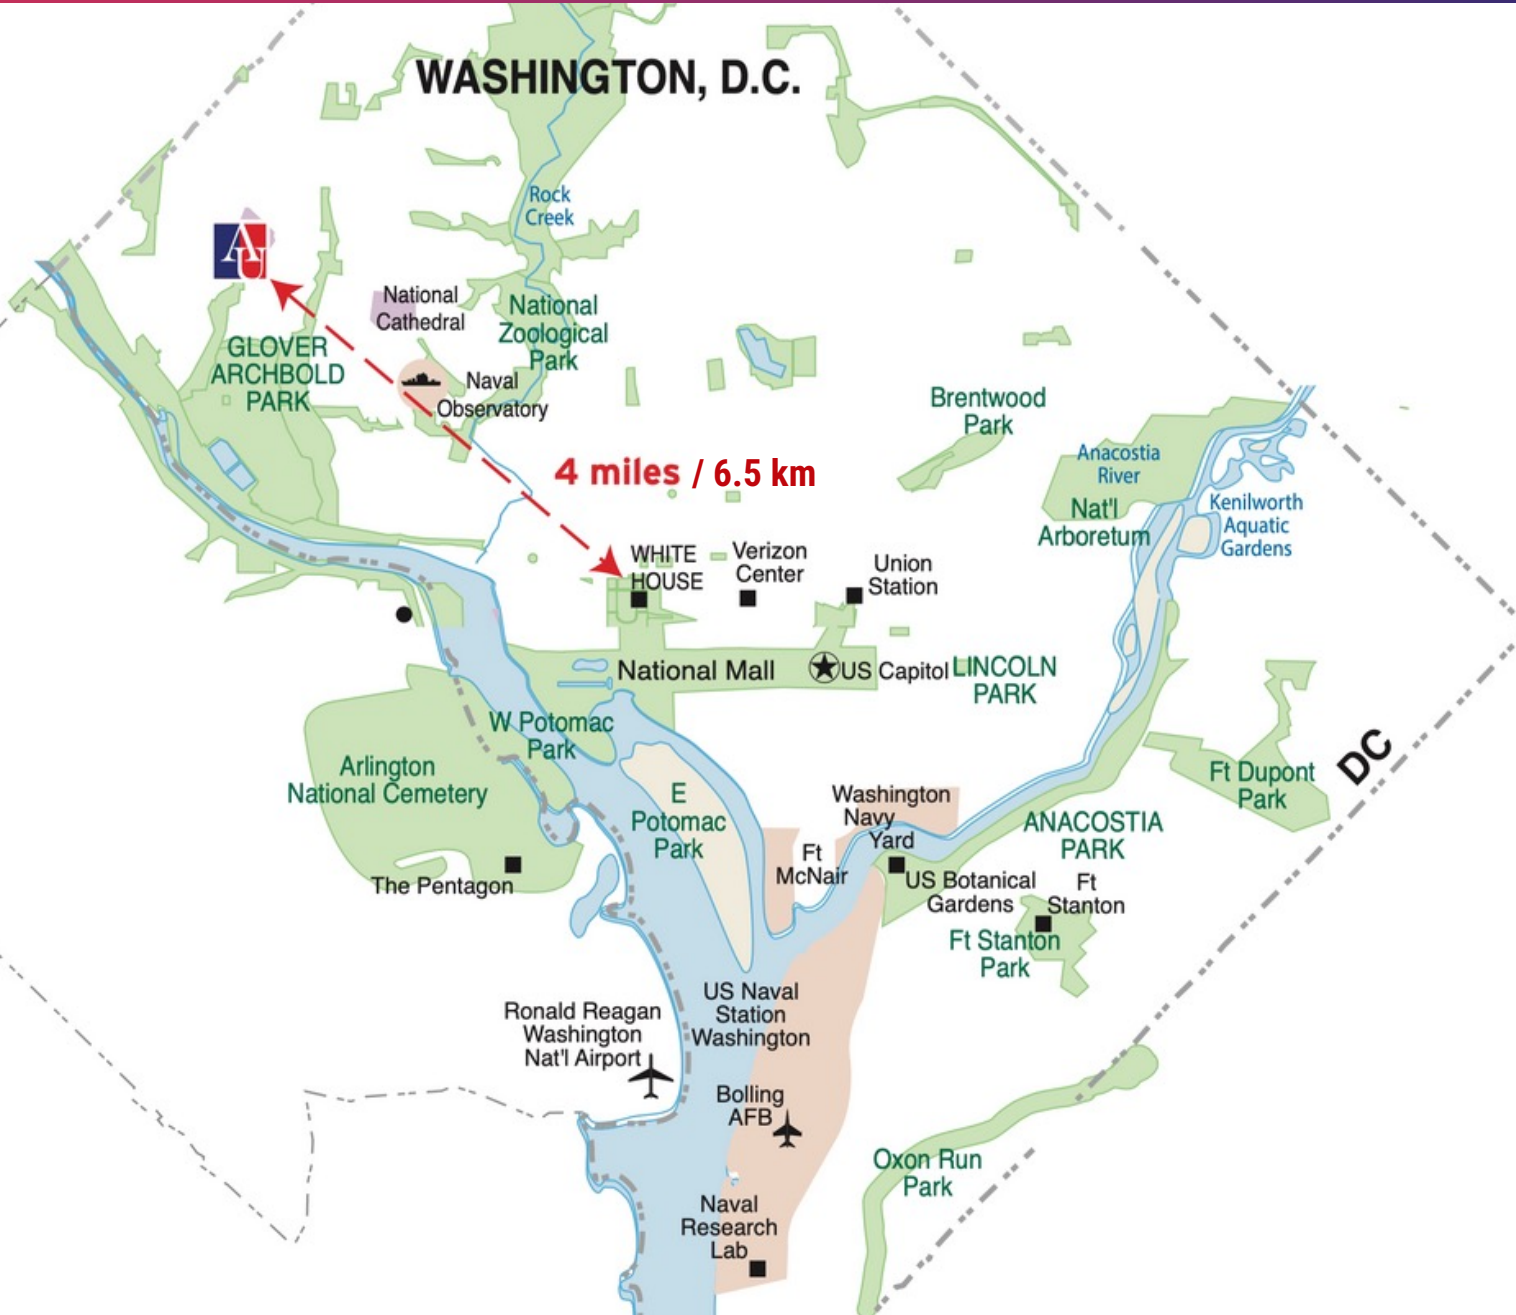 WASHINGTON, D.C.
Rock
Creek
AU
National
Cathedral
National
Zoological
Park
GLOVER
ARCHBOLD
PARK
Naval
Observatory
Brentwood
Park
4 miles / 6.5 km
Anacostia
River
Nat'l
Arboretum
Kenilworth
Aquatic
Gardens
WHITE
HOUSE
Verizon
Center
Union
Station
National Mall
US Capitol
LINCOLN
PARK
W Potomac
Park
Arlington
National Cemetery
E
Potomac
Park
Washington
Navy
Yard
Ft Dupont
Park
DC
ANACOSTIA
PARK
Ft
McNair
The Pentagon
US Botanical
Gardens
Ft
Stanton
Ft Stanton
Park
Ronald Reagan
Washington
Nat'l Airport
US Naval
Station
Washington
Bolling
AFB
Oxon Run
Park
Naval
Research
Lab